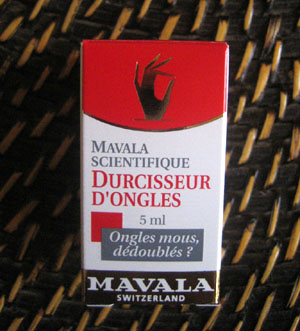 MAVALA
SCIENTIFIQUE
DURCISSEUR
D'ONGLES
5 ml
Ongles mous,
dédoublés ?
MAVALA
SWITZERLAND